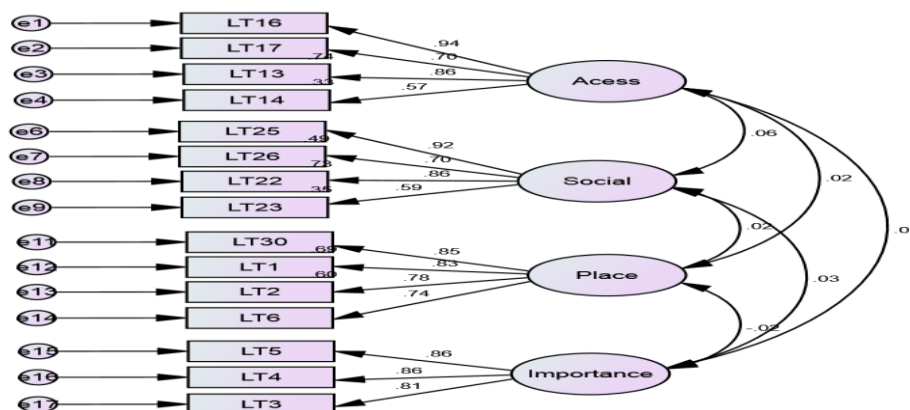 e1 LT16
.94
e2 LT17
.74 .70
e3 LT13 Acess
.33 .86
e4 LT14 .57
e6 LT25 .06
.49 .92
e7 LT26 .70
.73 .86
e8 LT22 Social .02
.35 .59
e9 LT23
.02
e11 LT30 .0
.69 .85
e12 LT1 .83
.60 Place .03
e13 LT2 .78
e14 LT6 .74
-.02
e15 LT5 .86
e16 LT4 .86 Importance
e17 LT3 .81